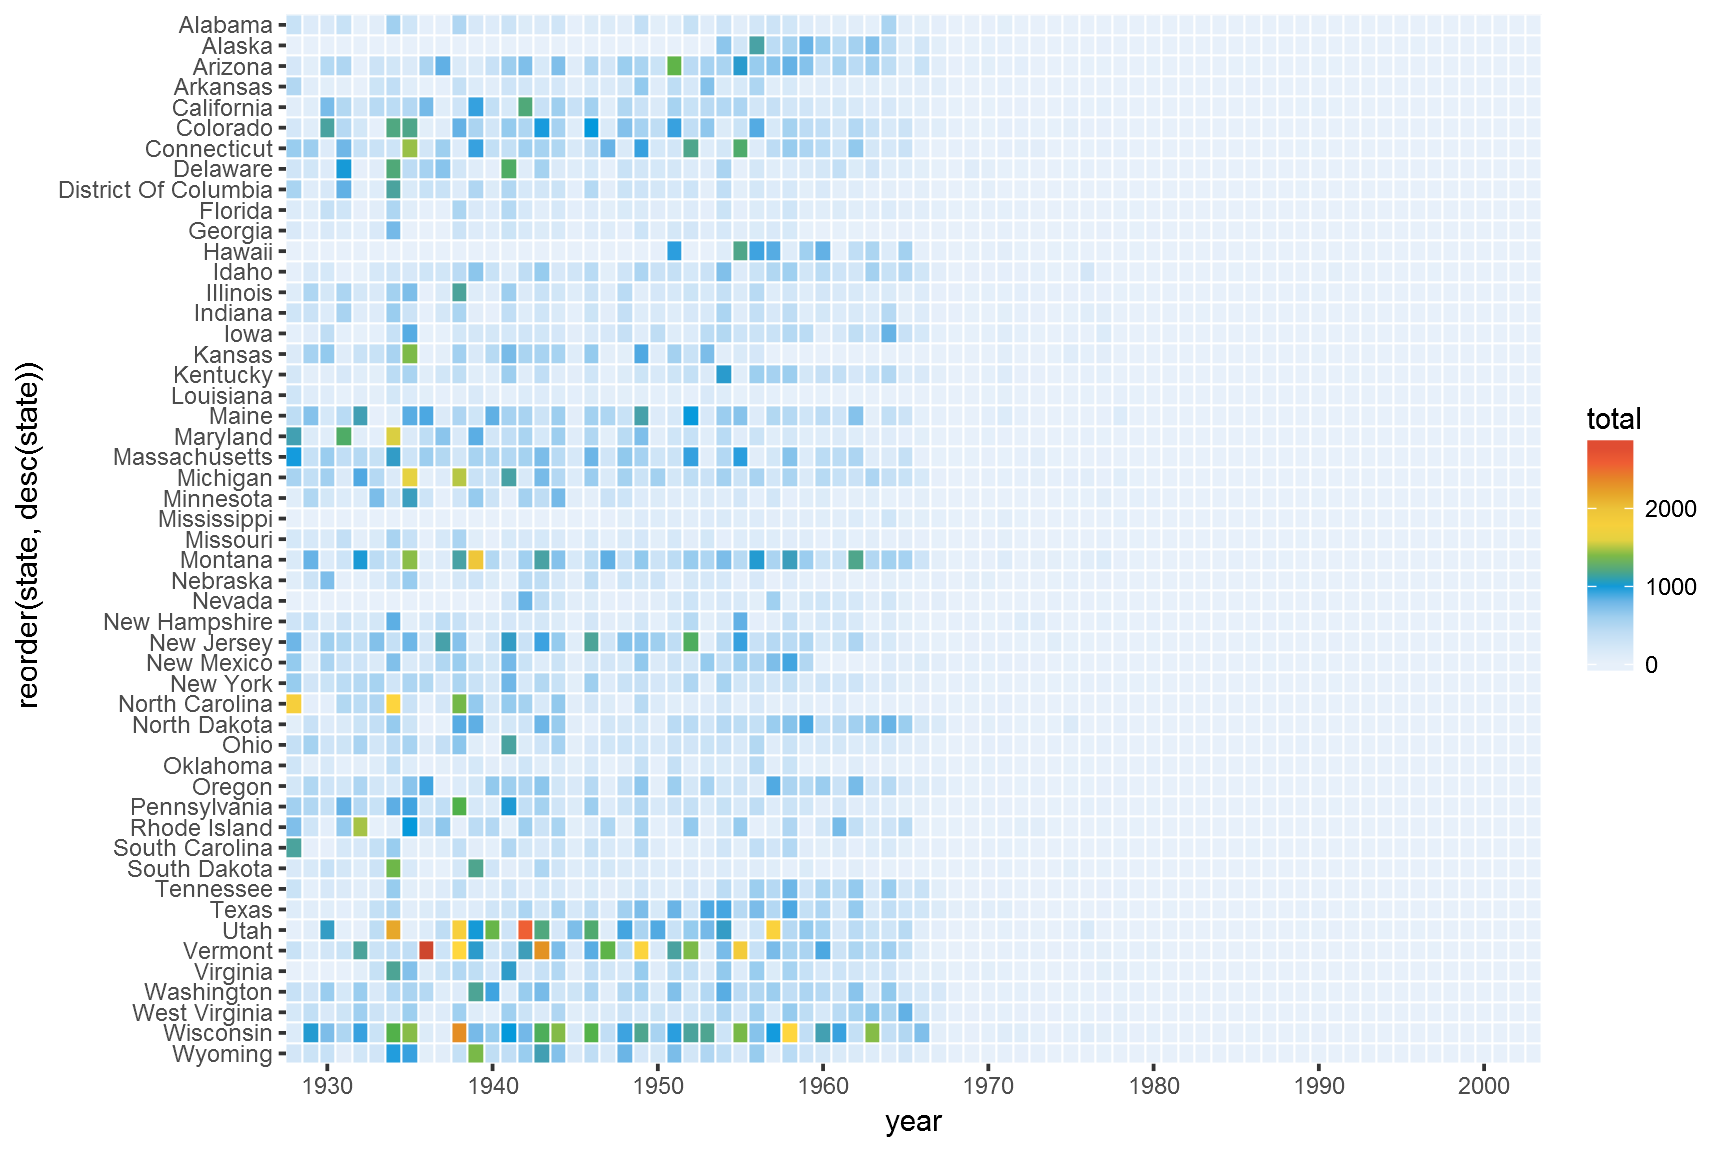 Alabama
Alaska
Arizona
Arkansas
California
Colorado
Connecticut
Delaware
District Of Columbia
Florida
Georgia
Hawaii
Idaho
Illinois
Indiana
Iowa
Kansas
Kentucky
Louisiana
Maine
Maryland
Massachusetts
Michigan
Minnesota
Mississippi
Missouri
Montana
Nebraska
Nevada
New Hampshire
New Jersey
New Mexico
New York
North Carolina
North Dakota
Ohio
Oklahoma
Oregon
Pennsylvania
Rhode Island
South Carolina
South Dakota
Tennessee
Texas
Utah
Vermont
Virginia
Washington
West Virginia
Wisconsin
Wyoming
reorder(state, desc(state))
1930 1940 1950 1960 1970 1980 1990 2000
year
total
2000
1000
0